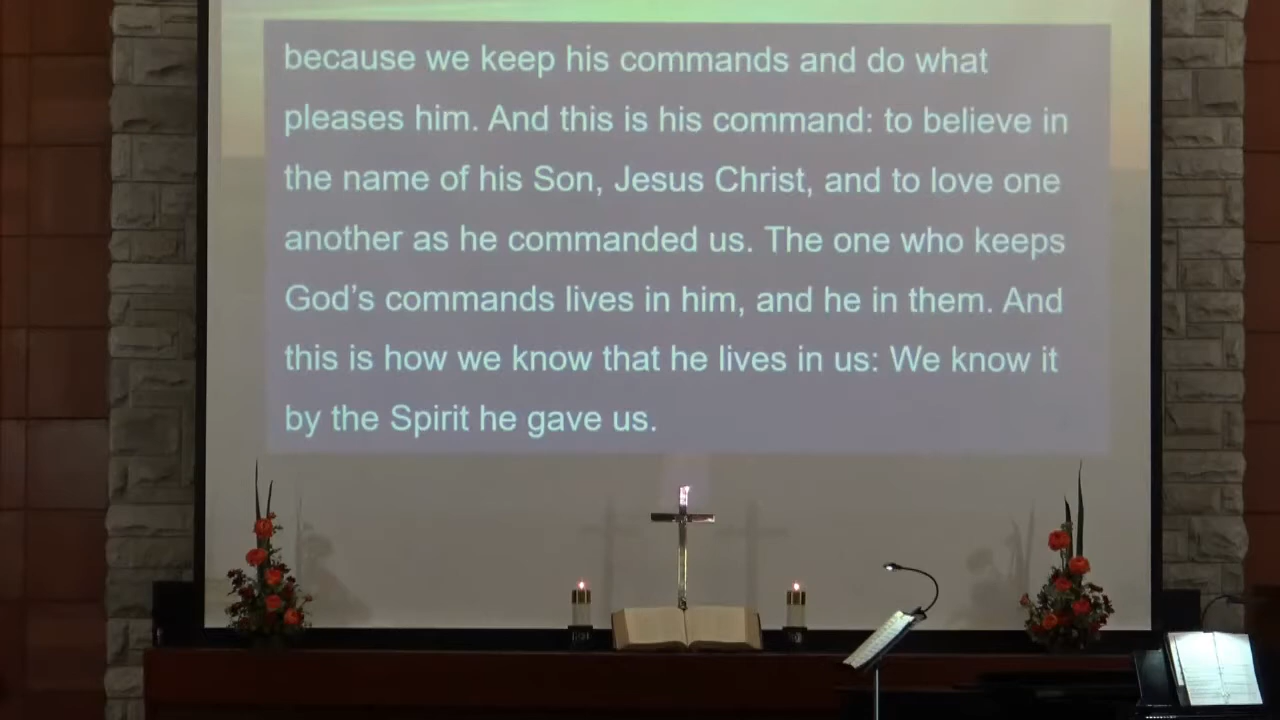 because we keep his commands and do what
pleases him. And this is his command: to believe in
the name of his Son, Jesus Christ, and to love one
another as he commanded us. The one who keeps
God’s commands lives in him, and he in them. And
this is how we know that he lives in us: We know it
by the Spirit he gave us.